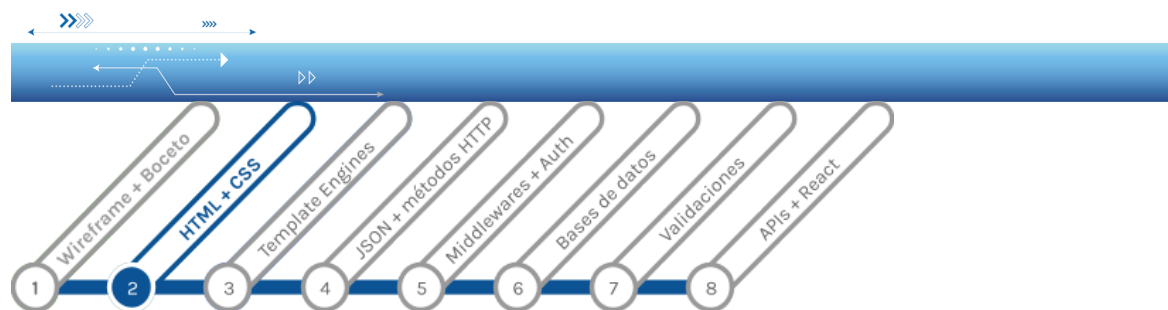 Wireframe + Boceto
HTML + CSS
Template Engines
JSON + métodos HTTP
Middlewares + Auth
Bases de datos
Validaciones
APIs + React
1
2
3
4
5
6
7
8